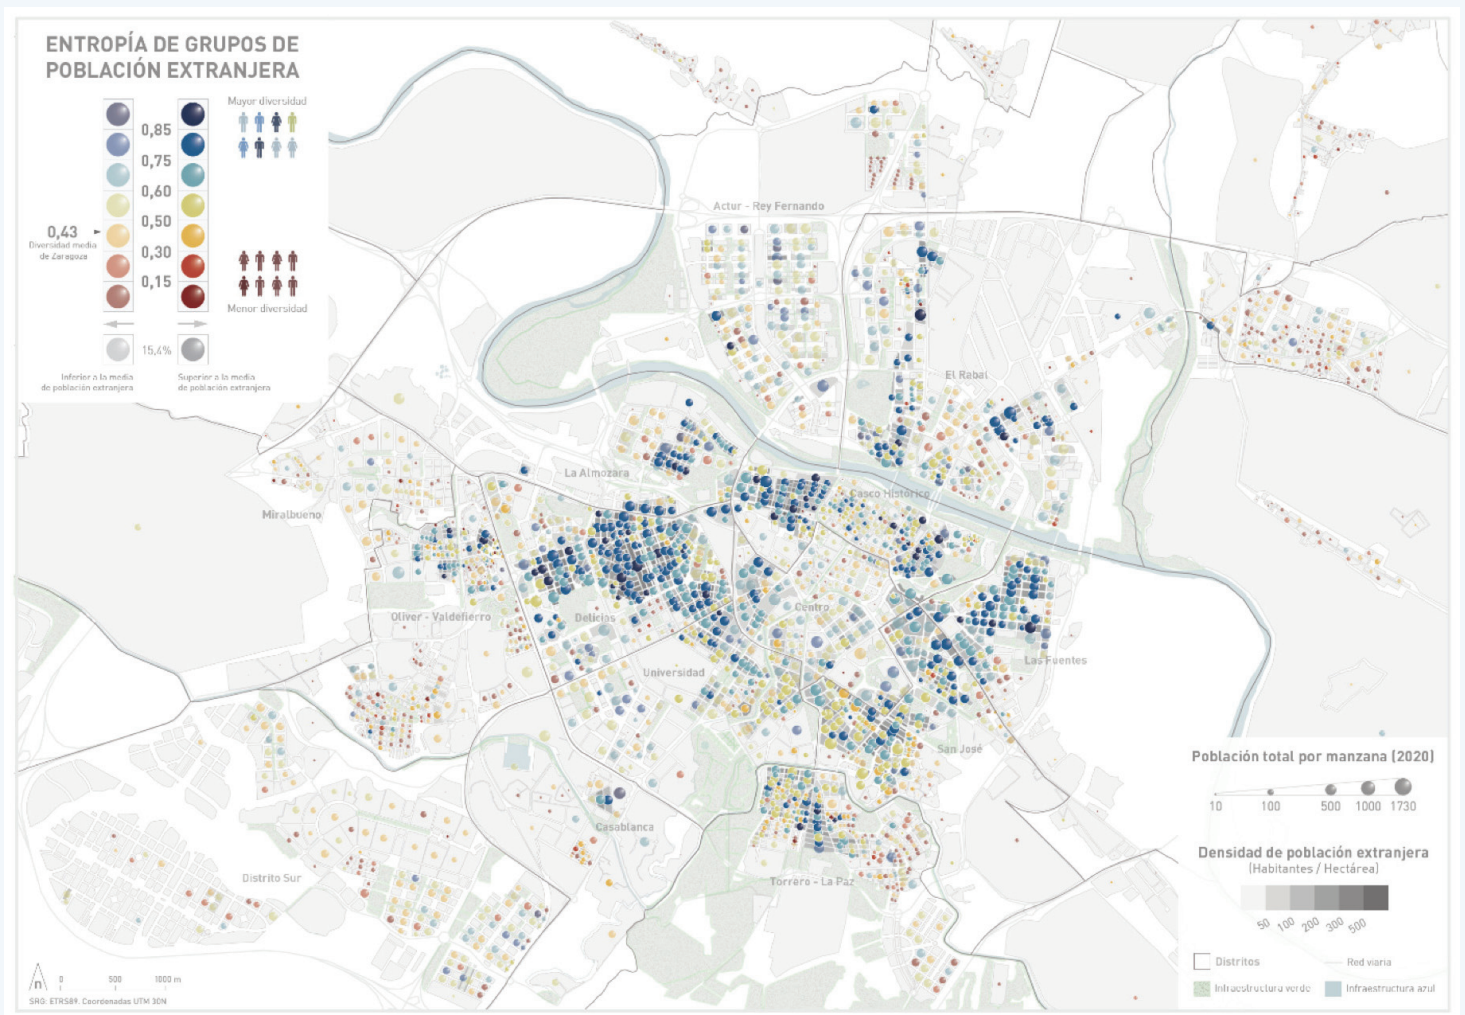 ENTROPÍA DE GRUPOS DE
POBLACIÓN EXTRANJERA
Mayor diversidad
0,85
0,75
0,60
0,50
0,43
Diversidad media
de Zaragoza
0,30
0,15
Menor diversidad
15,4%
Inferior a la media
de población extranjera
Superior a la media
de población extranjera
Actur - Rey Fernando
El Rabal
La Almozara
Casco Histórico
Miralbueno
Oliver - Valdefierro
Delicias
Centro
Universidad
Las Fuentes
San José
Casablanca
Distrito Sur
Torrero - La Paz
Población total por manzana (2020)
10
100
500
1000
1730
Densidad de población extranjera
(Habitantes / Hectárea)
50
100
200
300
500
Distritos
Red viaria
Infraestructura verde
Infraestructura azul
n
0
500
1000 m
SRG: ETRS89. Coordenadas UTM 30N